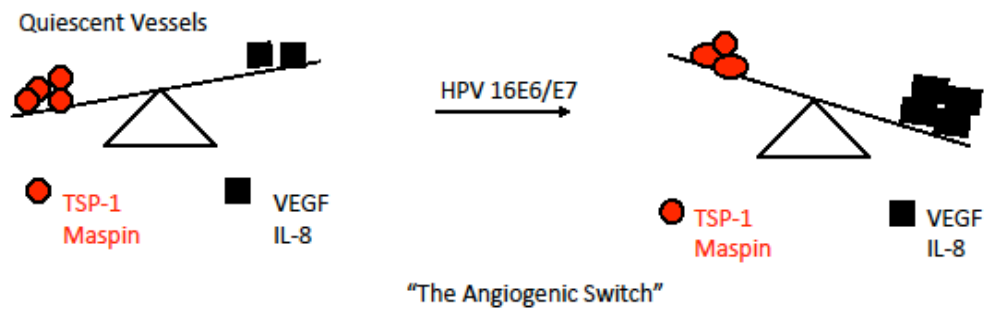 Quiescent Vessels
HPV 16E6/E7
TSP-1
Maspin
VEGF
IL-8
TSP-1
Maspin
VEGF
IL-8
“The Angiogenic Switch”